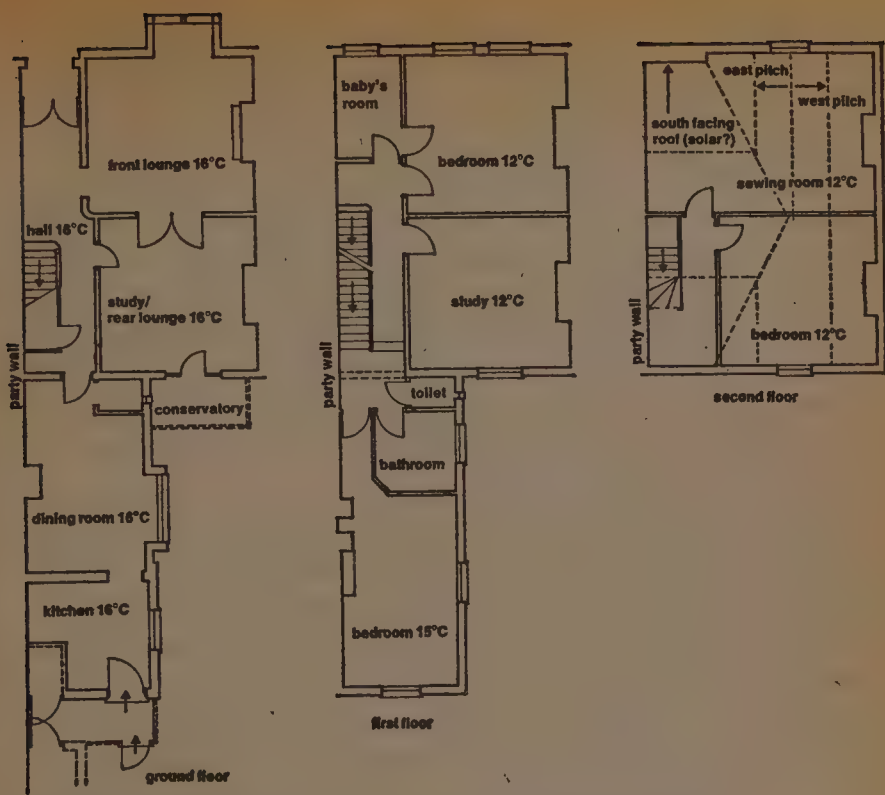 front lounge 16°C
hall 16°C
study/
rear lounge 16°C
party wall
conservatory
dining room 16°C
kitchen 16°C
ground floor
baby's
room
bedroom 12°C
study 12°C
party wall
toilet
bathroom
bedroom 15°C
first floor
east pitch
west pitch
south facing
roof (solar?)
sewing room 12°C
party wall
bedroom 12°C
second floor